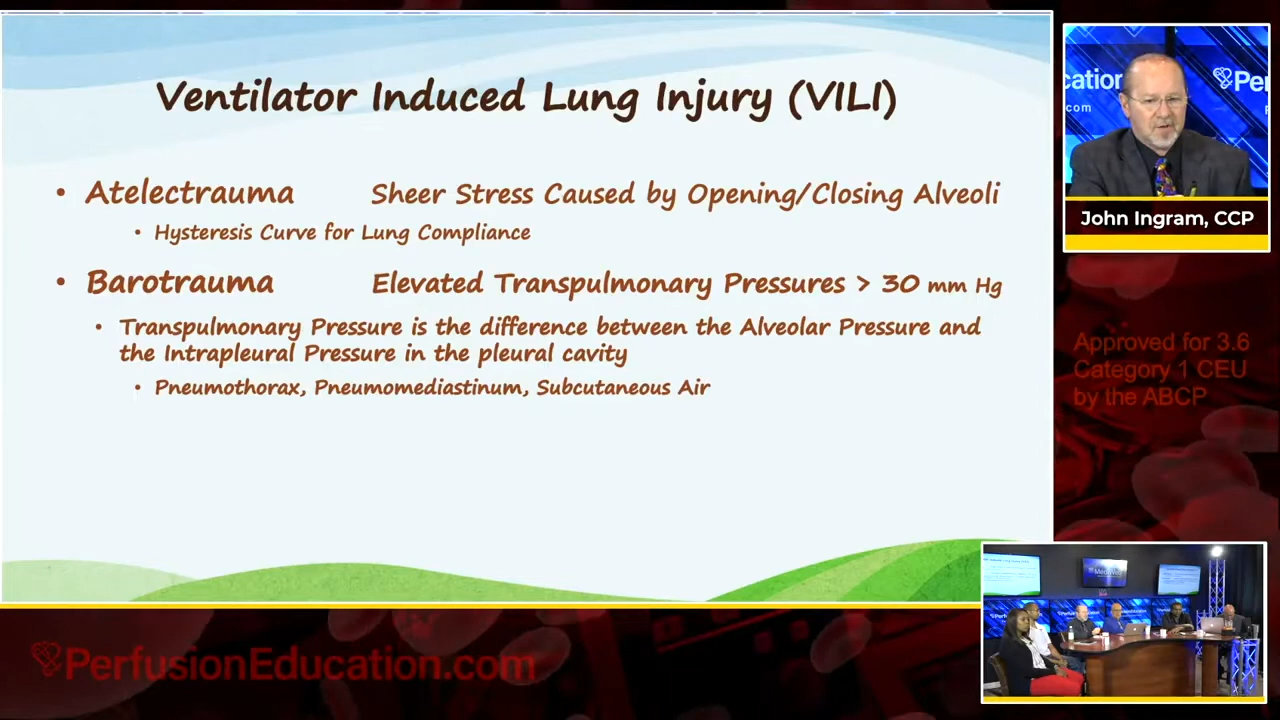 Ventilator Induced Lung Injury (VILI)
• Atelectrauma Sheer Stress Caused by Opening/Closing Alveoli
• Hysteresis Curve for Lung Compliance
• Barotrauma Elevated Transpulmonary Pressures > 30 mm Hg
• Transpulmonary Pressure is the difference between the Alveolar Pressure and
the Intrapleural Pressure in the pleural cavity
• Pneumothorax, Pneumomediastinum, Subcutaneous Air
John Ingram, CCP
Approved for 3.6
Category 1 CEU
by the ABCP
PerfusionEducation.com